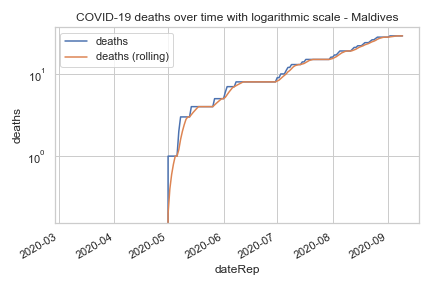 COVID-19 deaths over time with logarithmic scale - Maldives
deaths
deaths (rolling)
10¹
10⁰
deaths
2020-03
2020-04
2020-05
2020-06
2020-07
2020-08
2020-09
dateRep